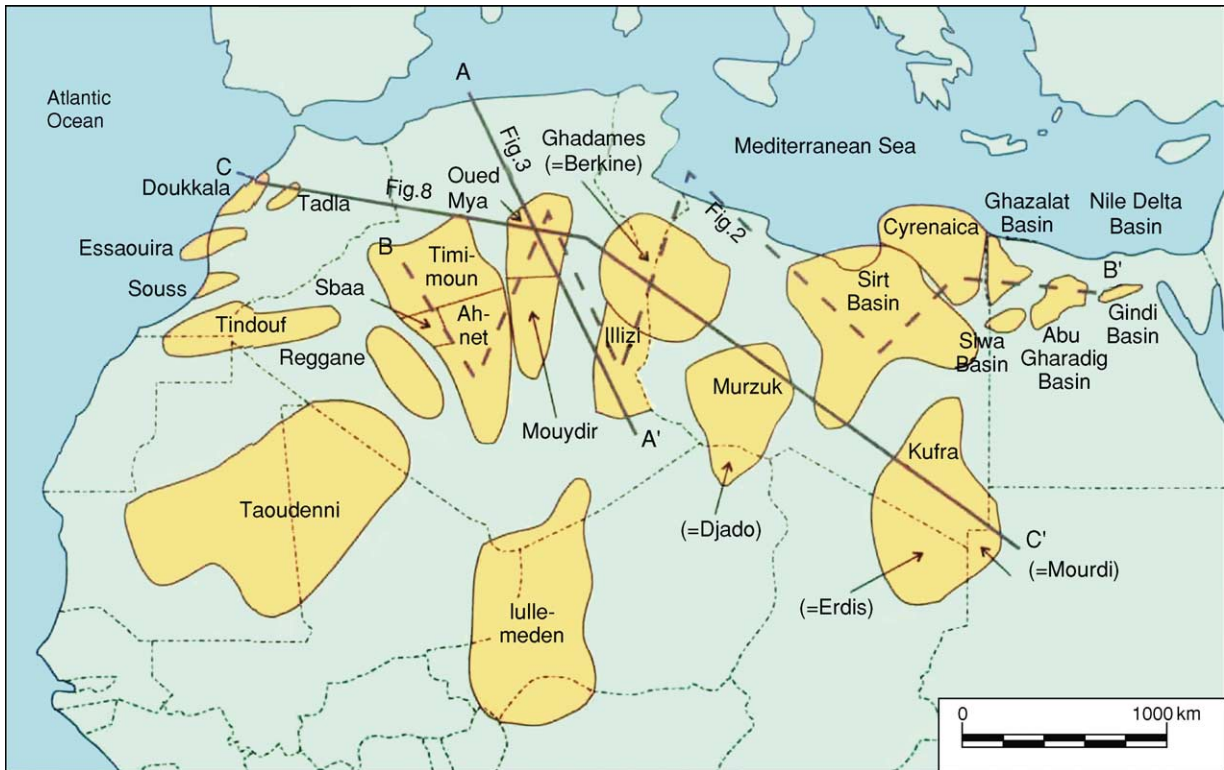 Atlantic
Ocean
A
Fig.3
Ghadames
(=Berkine)
Mediterranean Sea
C
Doukkala
Tadla
Fig.8
Oued
Mya
Fig.2
Cyrenaica
Ghazalat
Basin
Nile Delta
Basin
Essaouira
B
Timi-
moun
Sbaa
Souss
Sirt
Basin
B'
Tindouf
Ah-
net
Illizi
Gindi
Basin
Siwa
Basin
Abu
Gharadig
Basin
Reggane
Murzuk
Mouydir
A'
Kufra
Taoudenni
(=Djado)
C'
(=Mourdi)
(=Erdis)
Iulle-
meden
0
1000 km